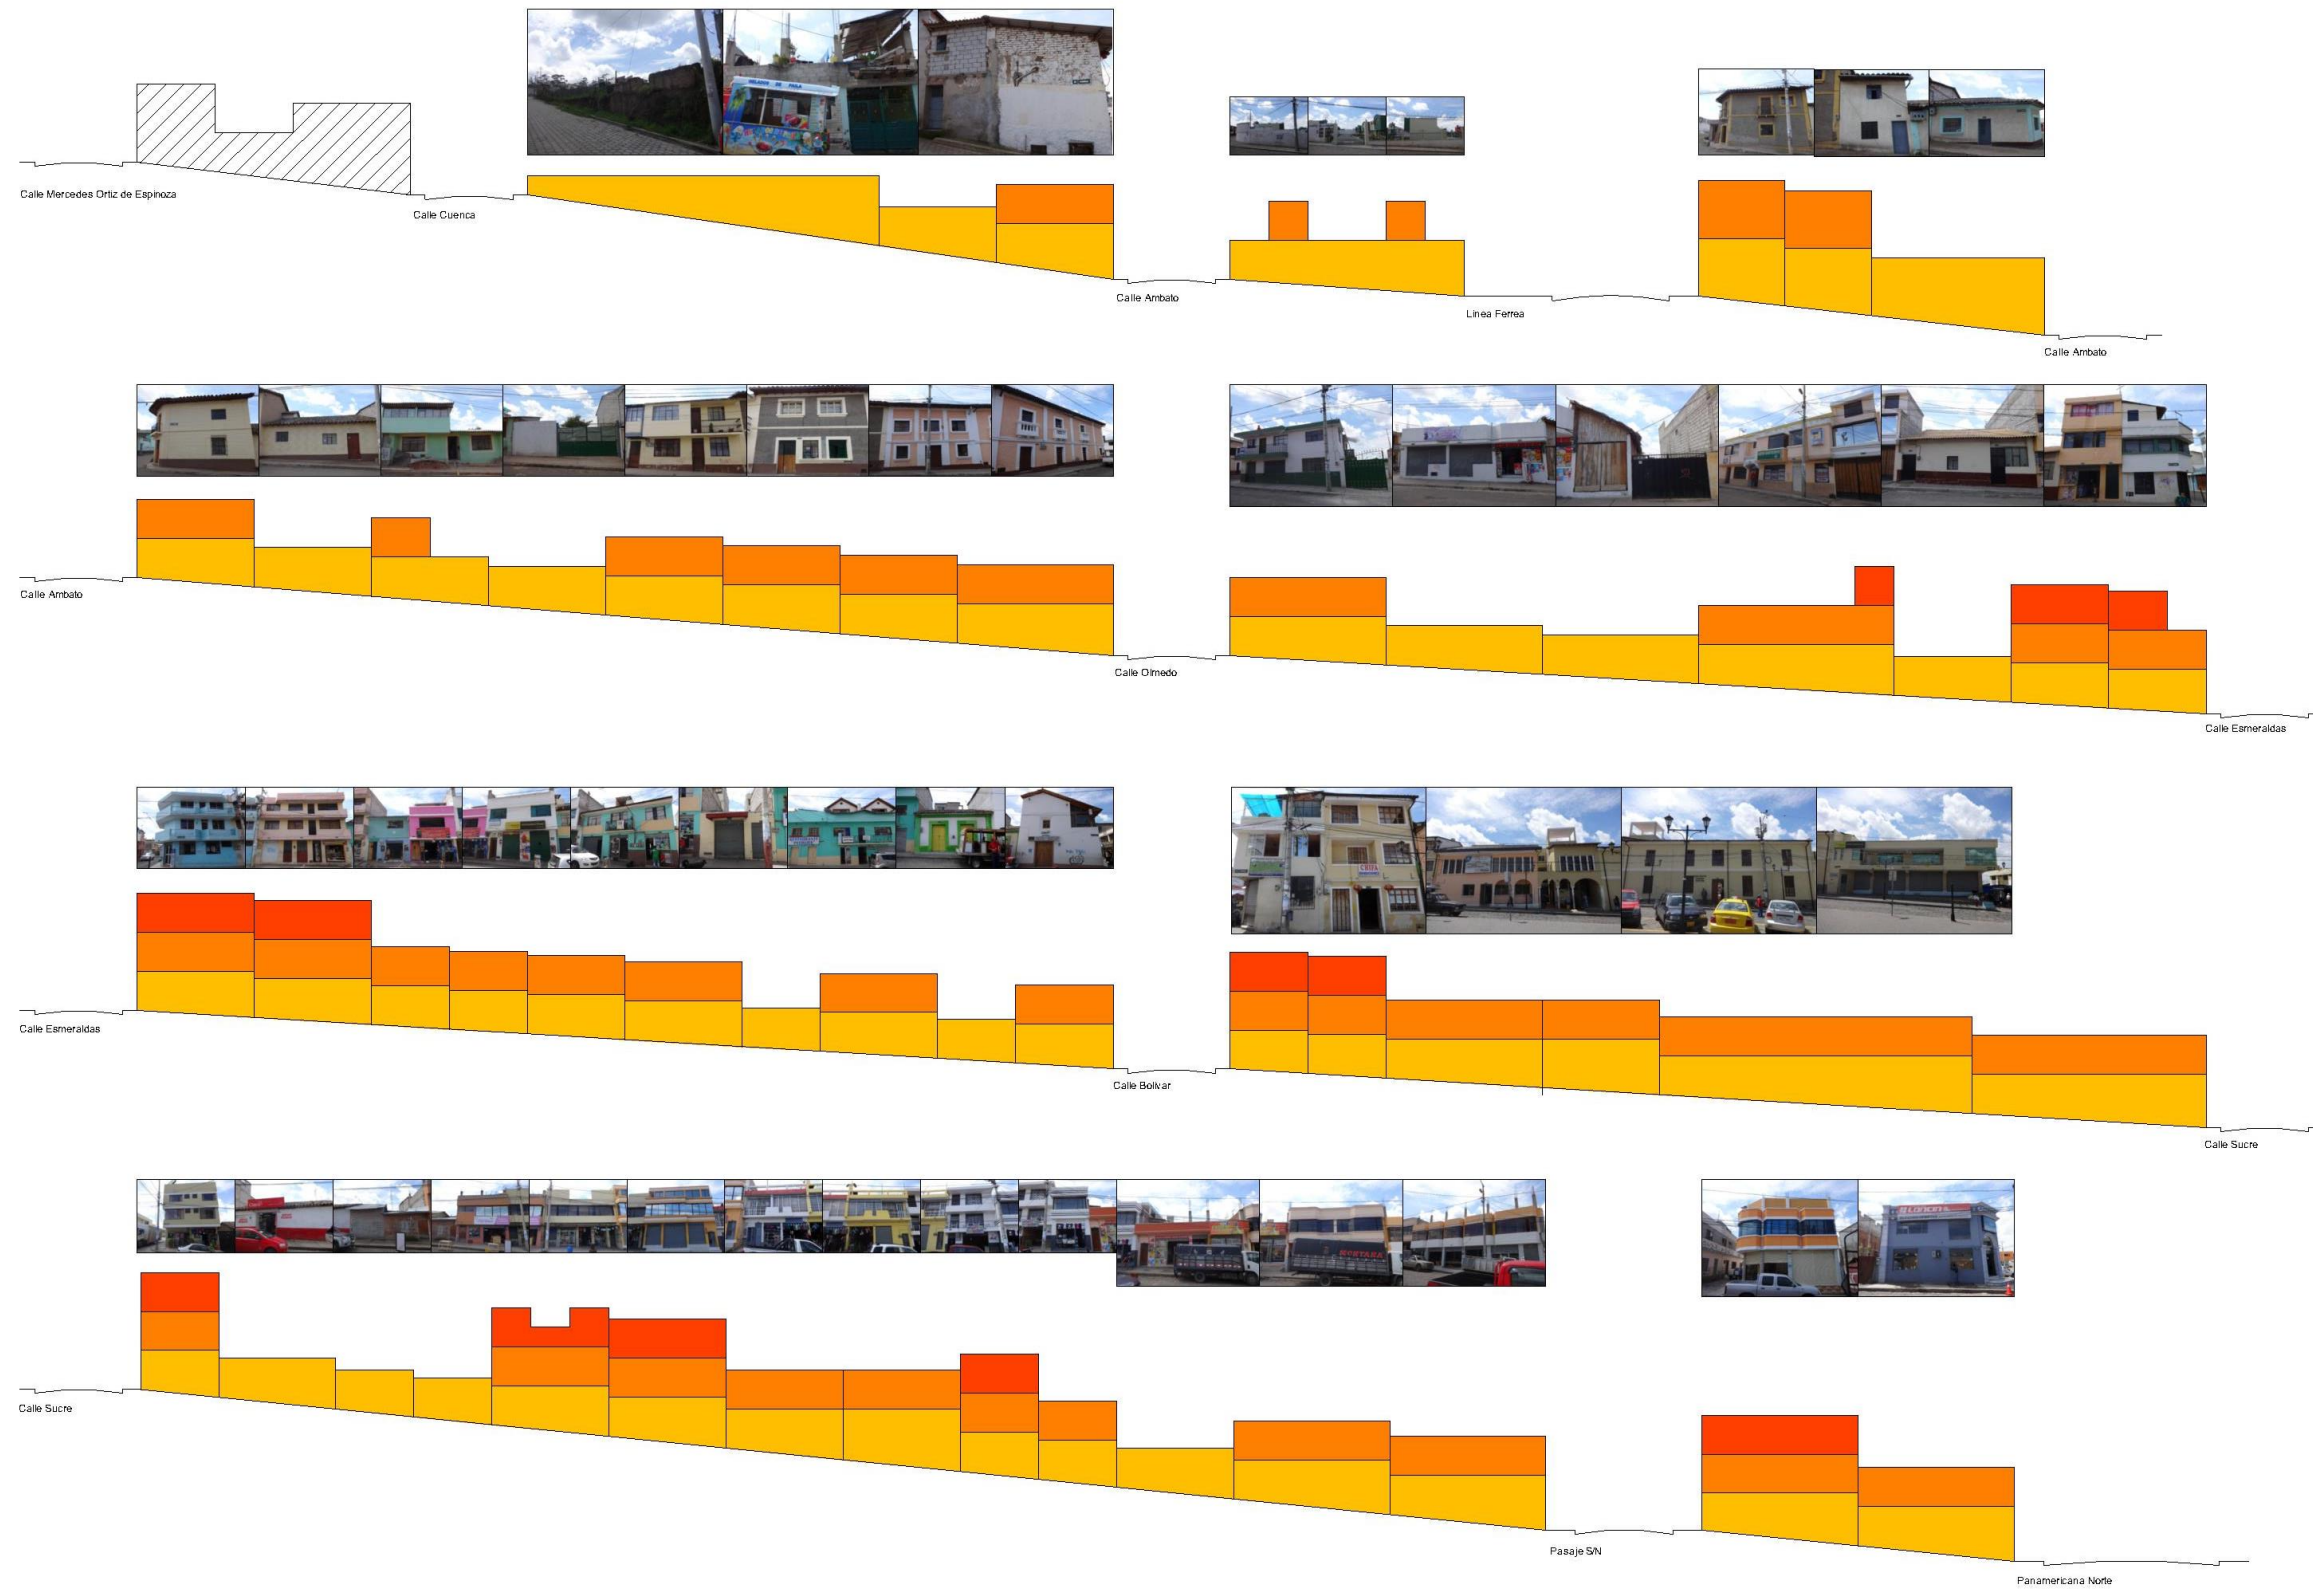 Calle Mercedes Ortiz de Espinoza
Calle Cuenca
Calle Ambato
Linea Ferrea
Calle Ambato
Calle Ambato
Calle Olmedo
Calle Esmeraldas
CHIFA
Calle Esmeraldas
Calle Bolivar
Calle Sucre
Calle Sucre
Pasaje S/N
Panamericana Norte